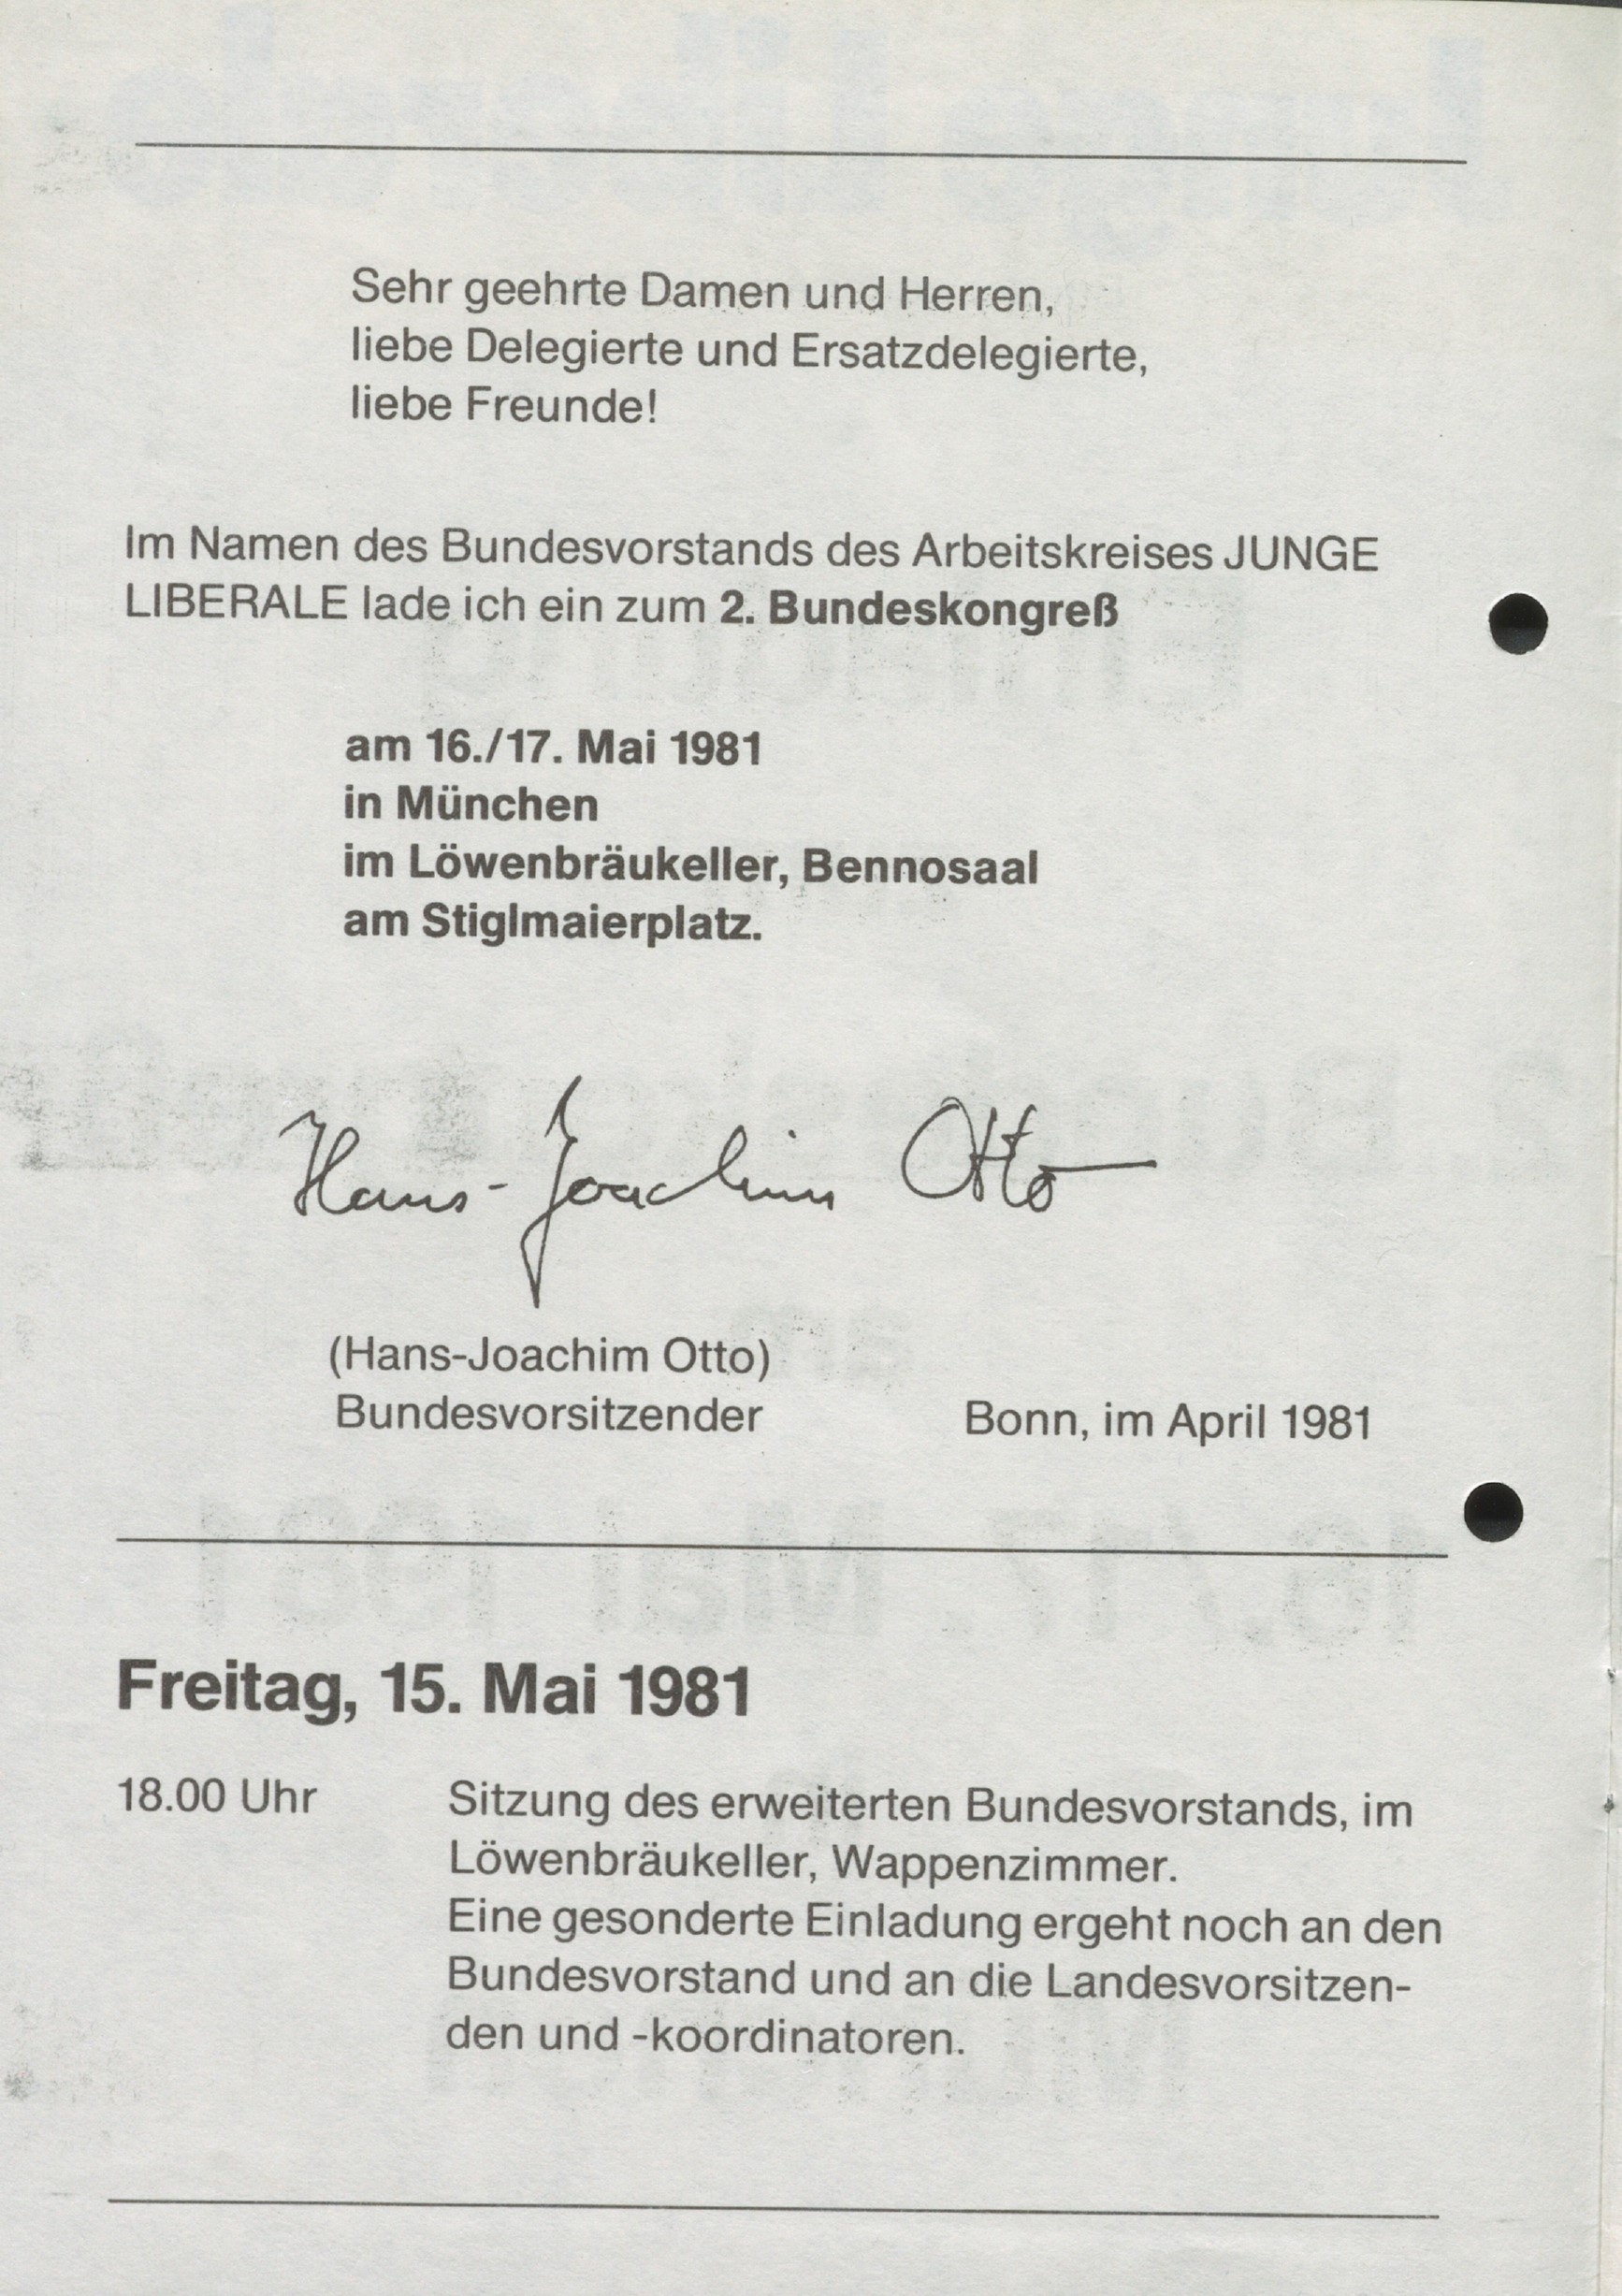 Sehr geehrte Damen und Herren,
liebe Delegierte und Ersatzdelegierte,
liebe Freunde!
Im Namen des Bundesvorstands des Arbeitskreises JUNGE
LIBERALE lade ich ein zum 2. Bundeskongreß
am 16./17. Mai 1981
in München
im Löwenbräukeller, Bennosaal
am Stiglmaierplatz.
Hans-Joachim Otto
(Hans-Joachim Otto)
Bundesvorsitzender Bonn, im April 1981
Freitag, 15. Mai 1981
18.00 Uhr Sitzung des erweiterten Bundesvorstands, im
Löwenbräukeller, Wappenzimmer.
Eine gesonderte Einladung ergeht noch an den
Bundesvorstand und an die Landesvorsitzen-
den und -koordinatoren.